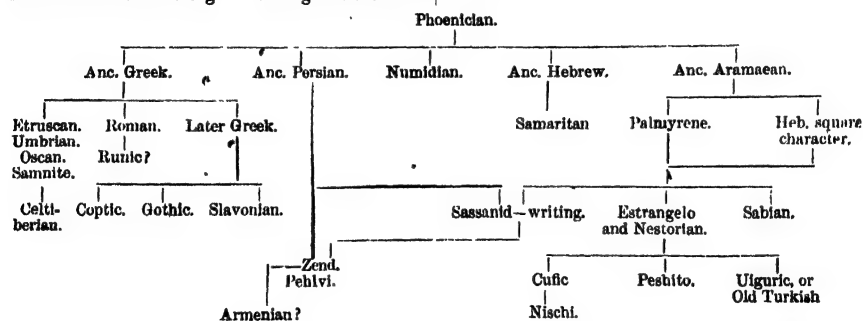 Phoenician.
Anc. Greek. Anc. Persian. Numidian. Anc. Hebrew. Anc. Aramaean.
Etruscan. Roman. Later Greek. Samaritan Palmyrene. Heb. square
Umbrian. character.
Oscan. Runic?
Samnite.
Celti- Coptic. Gothic. Slavonian. Sassanid—writing. Estrangelo Sabian.
berian. and Nestorian.
Zend.
Pehlvi. Cufic Peshito. Uiguric, or
Old Turkish
Armenian? Nischi.